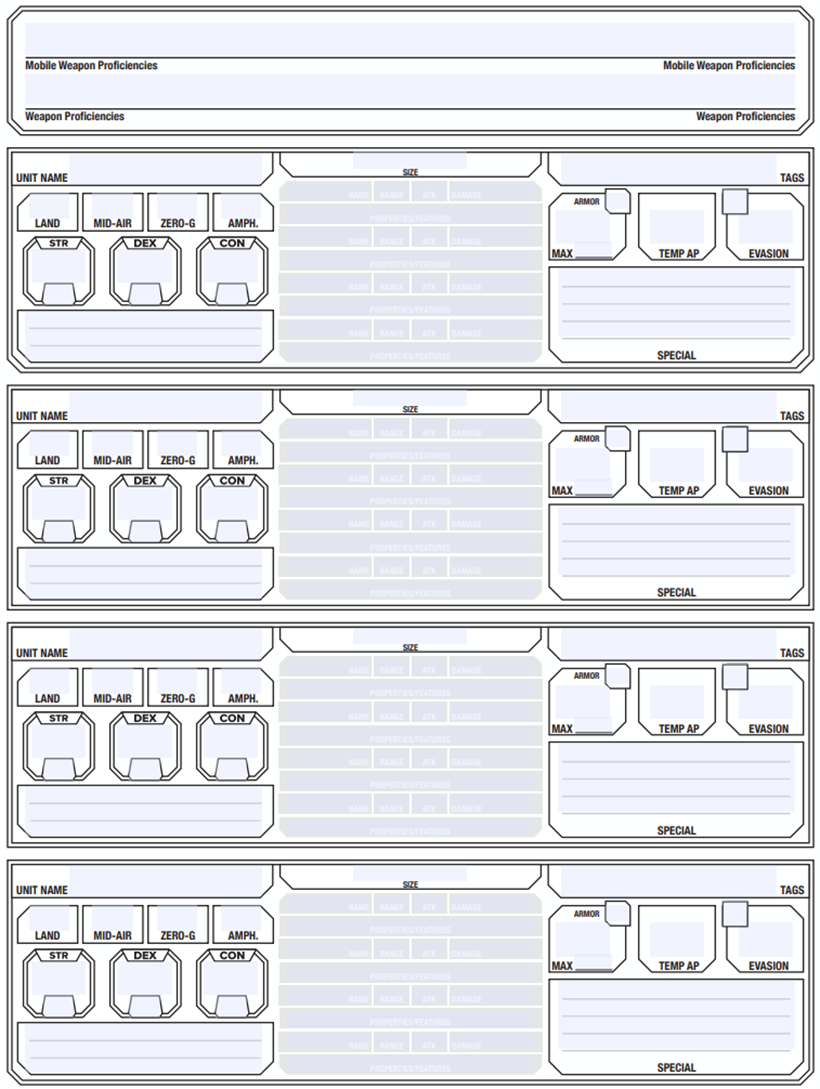 Mobile Weapon Proficiencies Mobile Weapon Proficiencies
Weapon Proficiencies Weapon Proficiencies
UNIT NAME SIZE TAGS
NAME RANGE ATK DAMAGE
ARMOR
PROPERTIES/FEATURES
LAND MID-AIR ZERO-G AMPH.
NAME RANGE ATK DAMAGE
STR DEX CON
MAX ______ TEMP AP EVASION
PROPERTIES/FEATURES
NAME RANGE ATK DAMAGE
PROPERTIES/FEATURES
NAME RANGE ATK DAMAGE
PROPERTIES/FEATURES
SPECIAL
UNIT NAME SIZE TAGS
NAME RANGE ATK DAMAGE
ARMOR
PROPERTIES/FEATURES
LAND MID-AIR ZERO-G AMPH.
NAME RANGE ATK DAMAGE
STR DEX CON
MAX ______ TEMP AP EVASION
PROPERTIES/FEATURES
NAME RANGE ATK DAMAGE
PROPERTIES/FEATURES
NAME RANGE ATK DAMAGE
PROPERTIES/FEATURES
SPECIAL
UNIT NAME SIZE TAGS
NAME RANGE ATK DAMAGE
ARMOR
PROPERTIES/FEATURES
LAND MID-AIR ZERO-G AMPH.
NAME RANGE ATK DAMAGE
STR DEX CON
MAX ______ TEMP AP EVASION
PROPERTIES/FEATURES
NAME RANGE ATK DAMAGE
PROPERTIES/FEATURES
NAME RANGE ATK DAMAGE
PROPERTIES/FEATURES
SPECIAL
UNIT NAME SIZE TAGS
NAME RANGE ATK DAMAGE
ARMOR
PROPERTIES/FEATURES
LAND MID-AIR ZERO-G AMPH.
NAME RANGE ATK DAMAGE
STR DEX CON
MAX ______ TEMP AP EVASION
PROPERTIES/FEATURES
NAME RANGE ATK DAMAGE
PROPERTIES/FEATURES
NAME RANGE ATK DAMAGE
PROPERTIES/FEATURES
SPECIAL